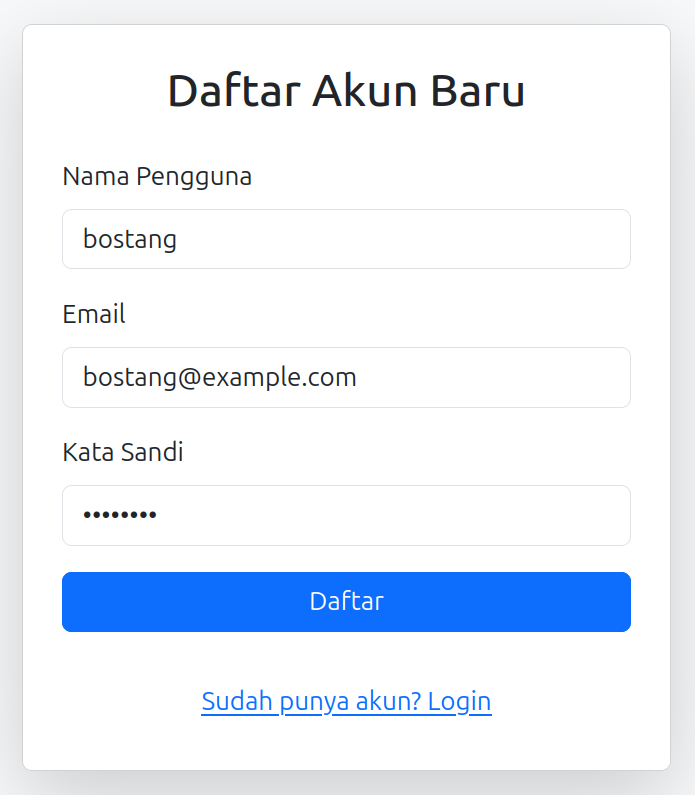 Daftar Akun Baru
Nama Pengguna
bostang
Email
bostang@example.com
Kata Sandi
••••••••
Daftar
Sudah punya akun? Login